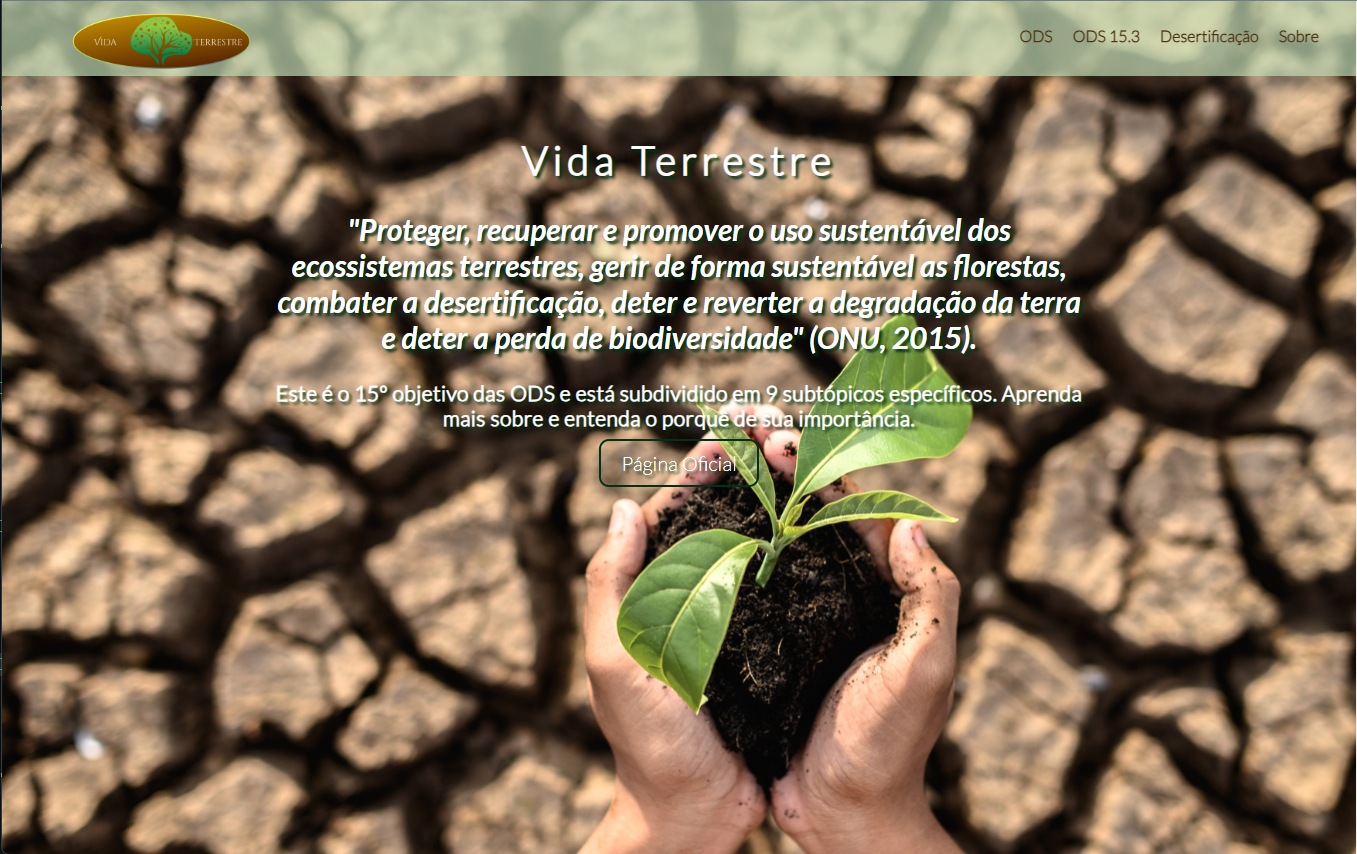 VIDA TERRESTRE
ODS ODS 15.3 Desertificação Sobre
Vida Terrestre
"Proteger, recuperar e promover o uso sustentável dos
ecossistemas terrestres, gerir de forma sustentável as florestas,
combater a desertificação, deter e reverter a degradação da terra
e deter a perda de biodiversidade" (ONU, 2015).
Este é o 15º objetivo das ODS e está subdividido em 9 subtópicos específicos. Aprenda
mais sobre e entenda o porquê de sua importância.
Página Oficial